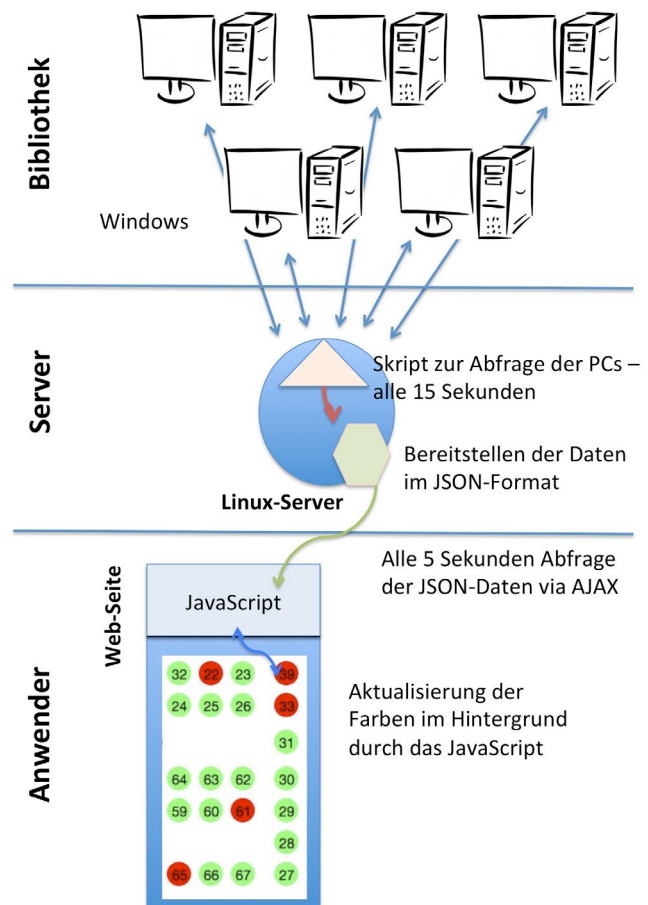 Bibliothek
Windows
Server
Skript zur Abfrage der PCs –
alle 15 Sekunden
Bereitstellen der Daten
im JSON-Format
Linux-Server
Anwender
Alle 5 Sekunden Abfrage
der JSON-Daten via AJAX
Web-Seite
JavaScript
32 22 23 39
24 25 26 33
31
64 63 62 30
59 60 61 29
28
65 66 67 27
Aktualisierung der
Farben im Hintergrund
durch das JavaScript